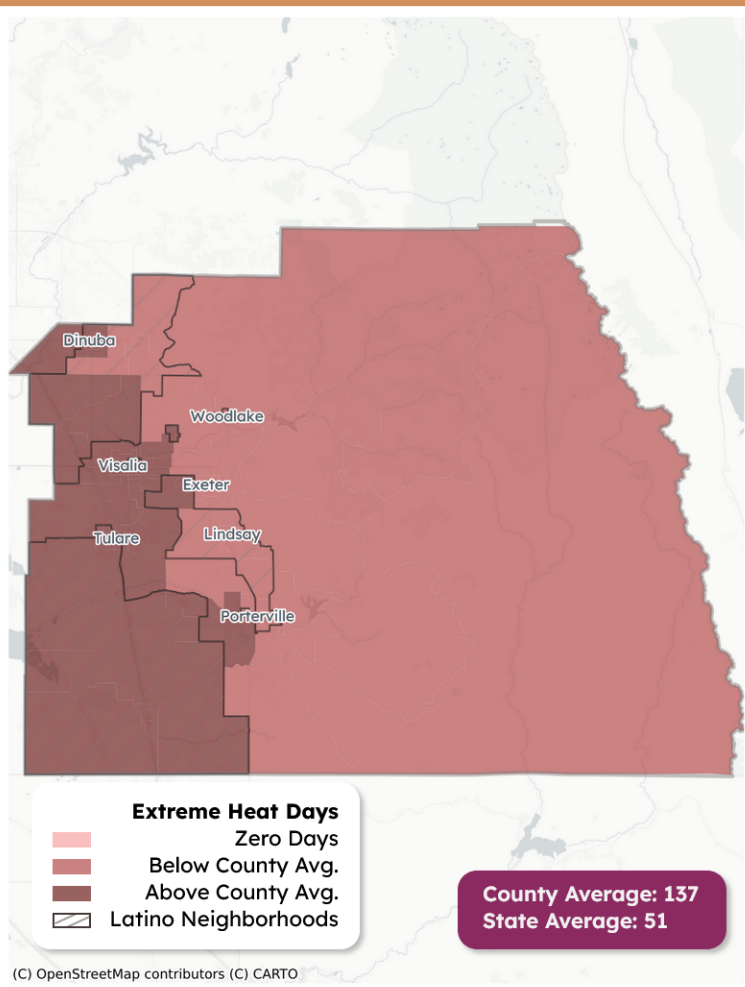 Dinuba
Woodlake
Visalia
Exeter
Tulare
Lindsay
Porterville
Extreme Heat Days
Zero Days
Below County Avg.
Above County Avg.
Latino Neighborhoods
County Average: 137
State Average: 51
(C) OpenStreetMap contributors (C) CARTO